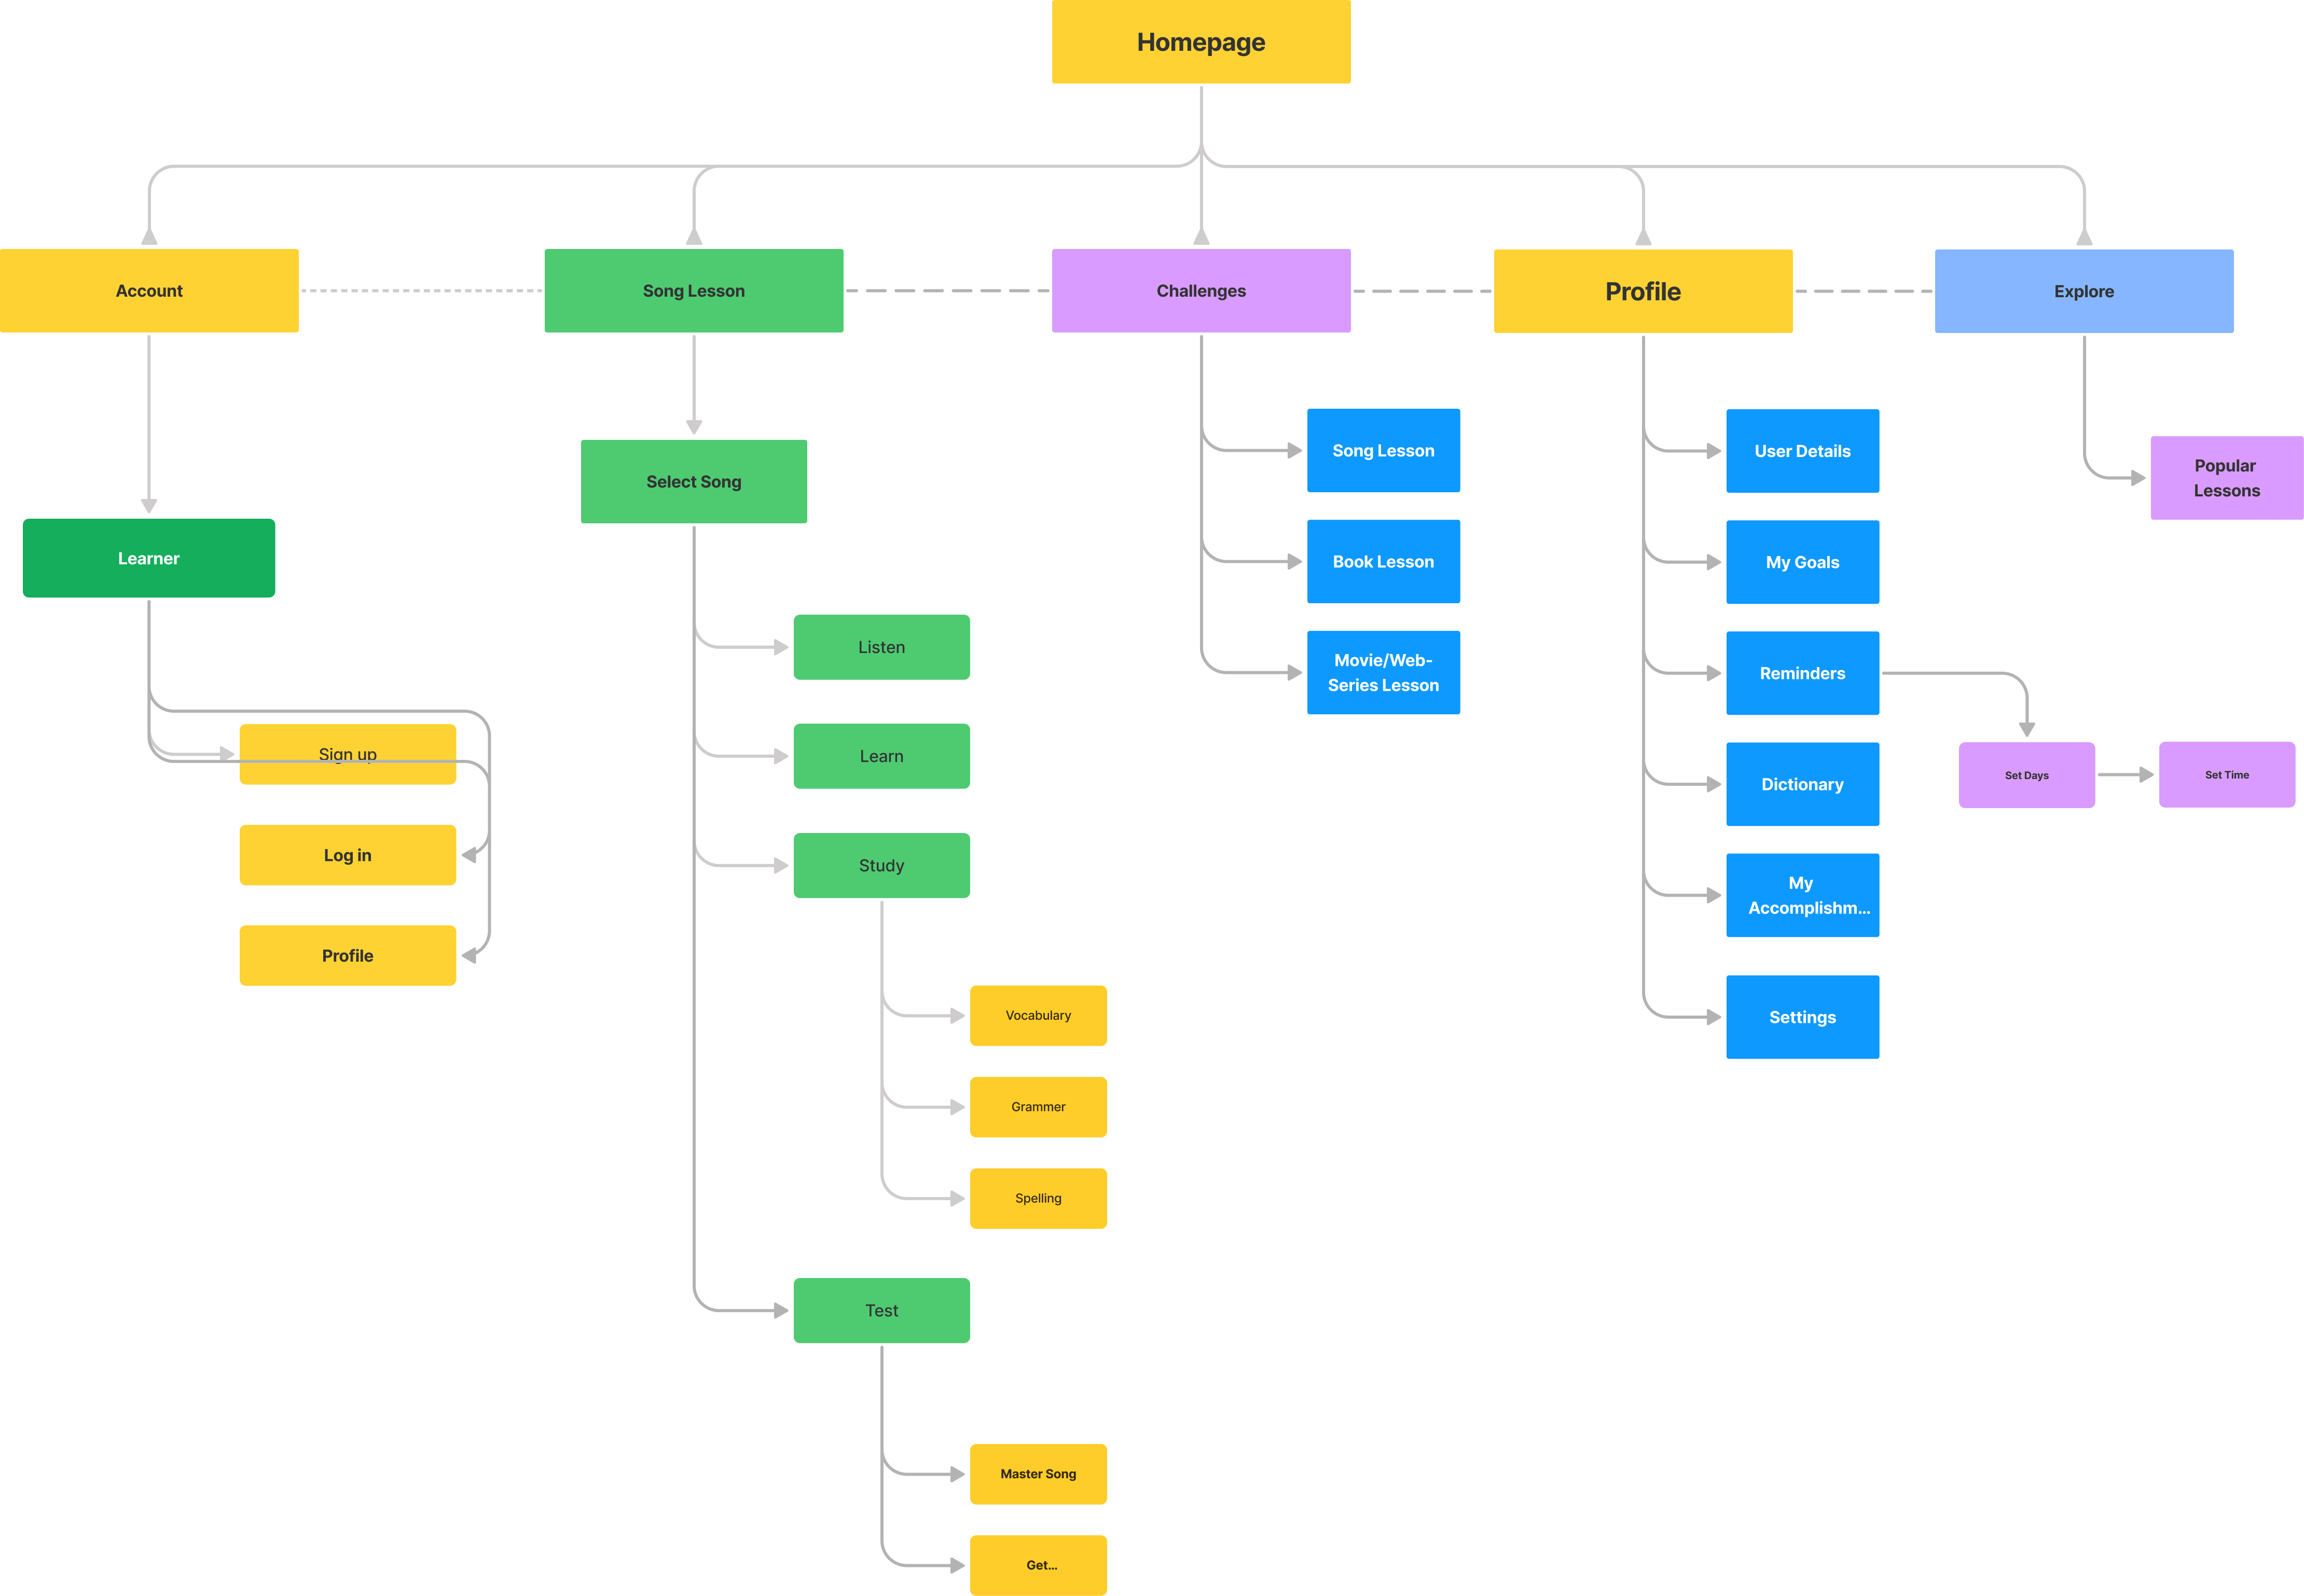 Homepage
Account
Song Lesson
Challenges
Profile
Explore
Learner
Sign up
Log in
Profile
Select Song
Listen
Learn
Study
Vocabulary
Grammer
Spelling
Test
Master Song
Get...
Song Lesson
Book Lesson
Movie/Web-
Series Lesson
User Details
My Goals
Reminders
Dictionary
My
Accomplishm...
Settings
Set Days
Set Time
Popular
Lessons